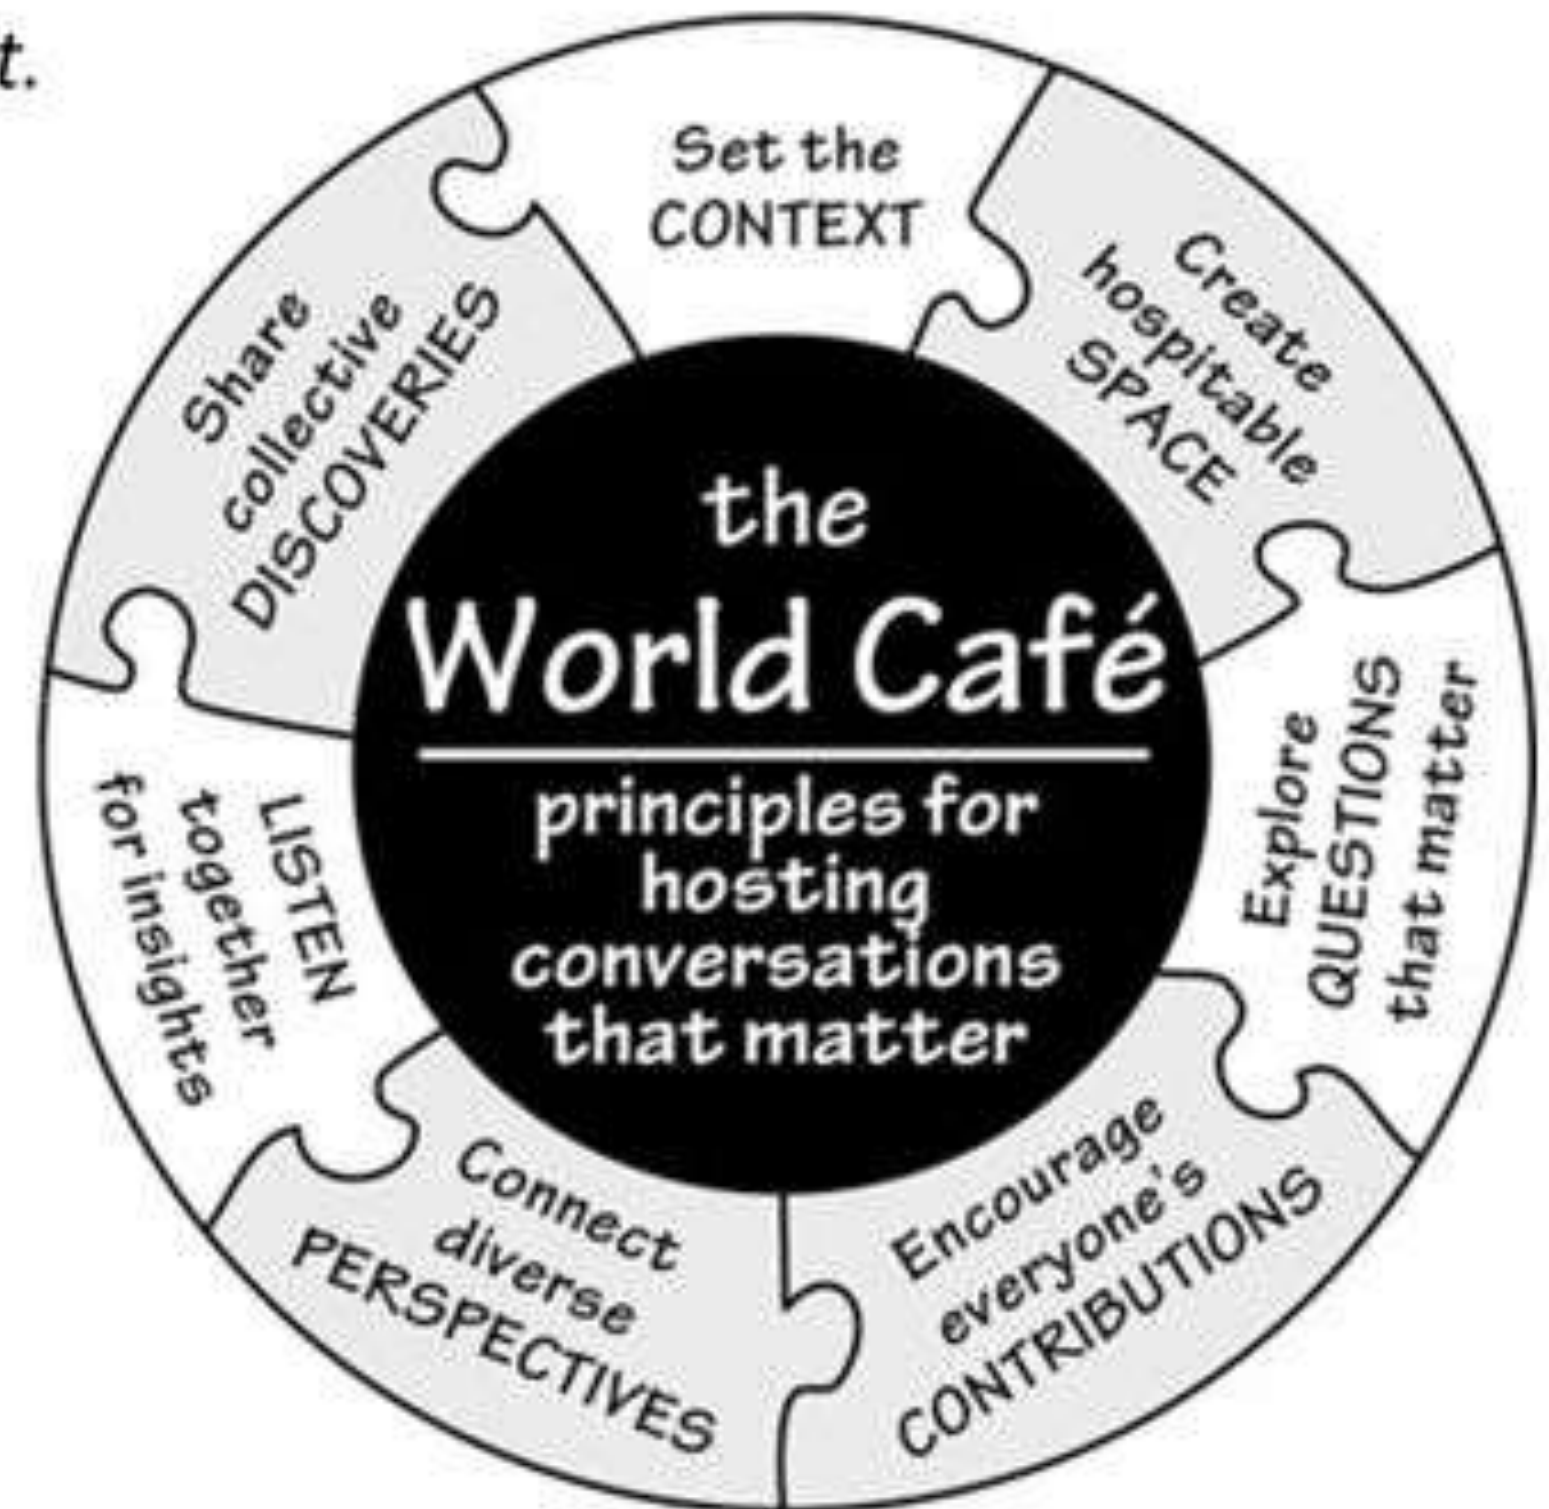 t.
Set the
CONTEXT
Create
hospitable
SPACE
Explore
QUESTIONS
that matter
Encourage
everyone's
CONTRIBUTIONS
Connect
diverse
PERSPECTIVES
LISTEN
together
for insights
Share
collective
DISCOVERIES
the
World Café
principles for
hosting
conversations
that matter